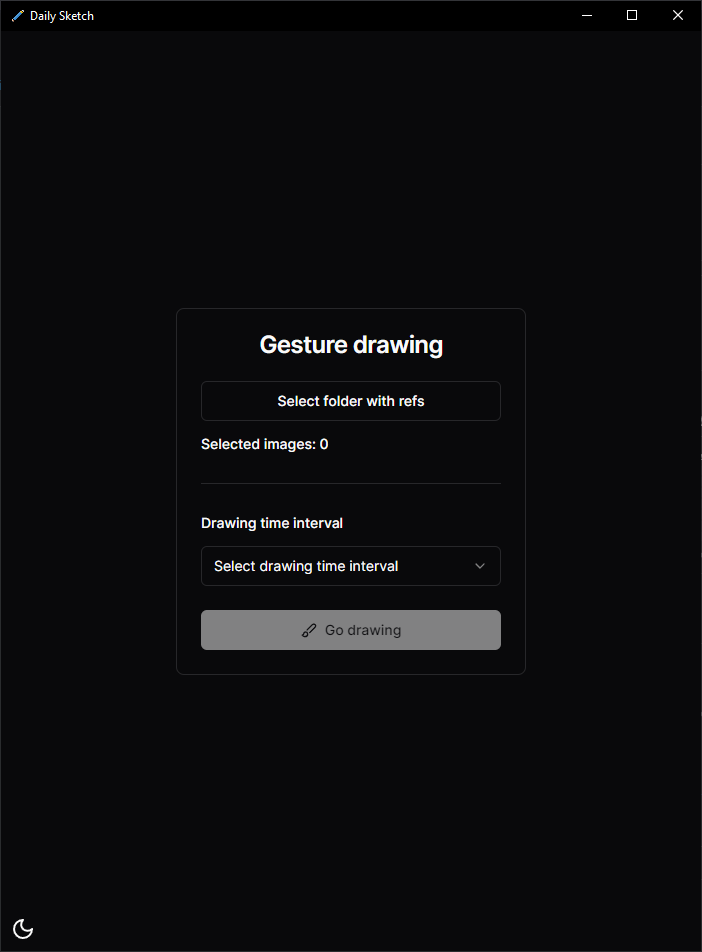 Daily Sketch
Gesture drawing
Select folder with refs
Selected images: 0
Drawing time interval
Select drawing time interval
Go drawing